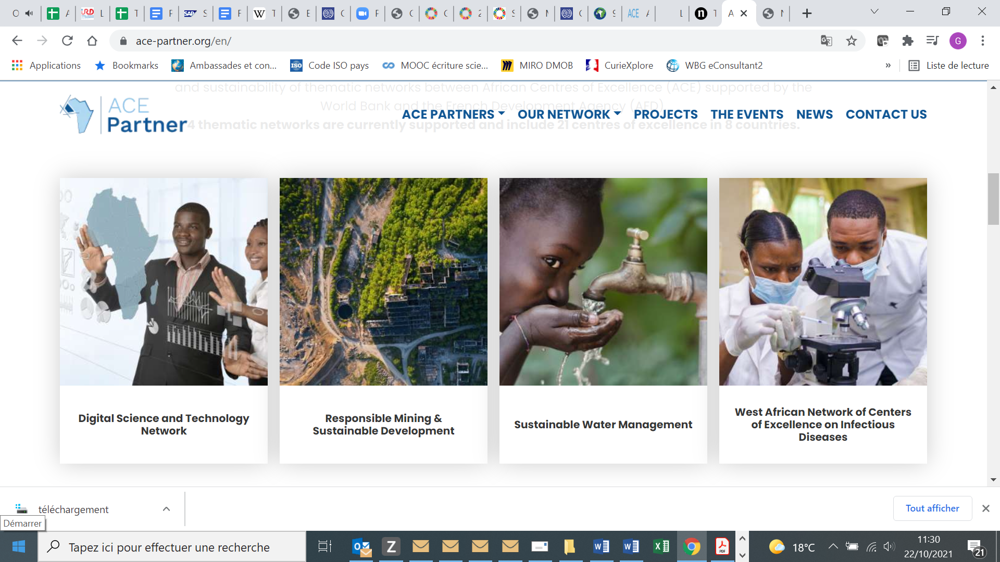 ace-partner.org/en/
Applications
Bookmarks
Ambassades et con...
Code ISO pays
MOOC écriture scie...
MIRO DMOB
CurieXplore
WBG eConsultant2
»
Liste de lecture
and sustainability of thematic networks between African Centres of Excellence (ACE) supported by the
World Bank and the French Development Agency (AFD)
4 thematic networks are currently supported and include 21 centres of excellence in 8 countries.
ACE
Partner
ACE PARTNERS
OUR NETWORK
PROJECTS
THE EVENTS
NEWS
CONTACT US
Digital Science and Technology
Network
Responsible Mining &
Sustainable Development
Sustainable Water Management
West African Network of Centers
of Excellence on Infectious
Diseases
téléchargement
Tout afficher
Démarrer
Tapez ici pour effectuer une recherche
18°C
11:30
22/10/2021
21